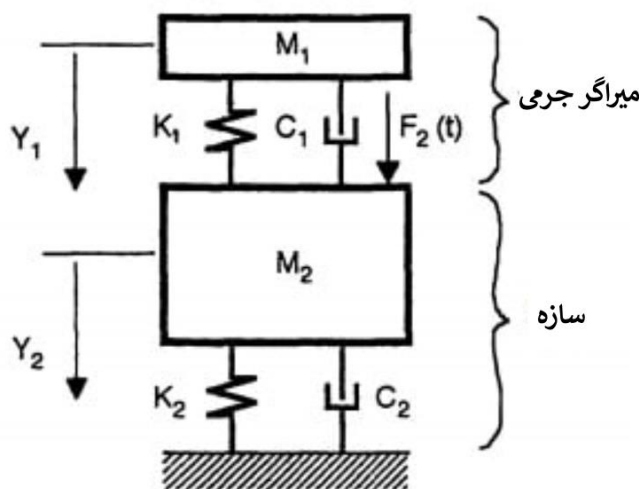 M₁
میراگر جرمی
Y₁
K₁
C₁
F₂ (t)
M₂
سازه
Y₂
K₂
C₂